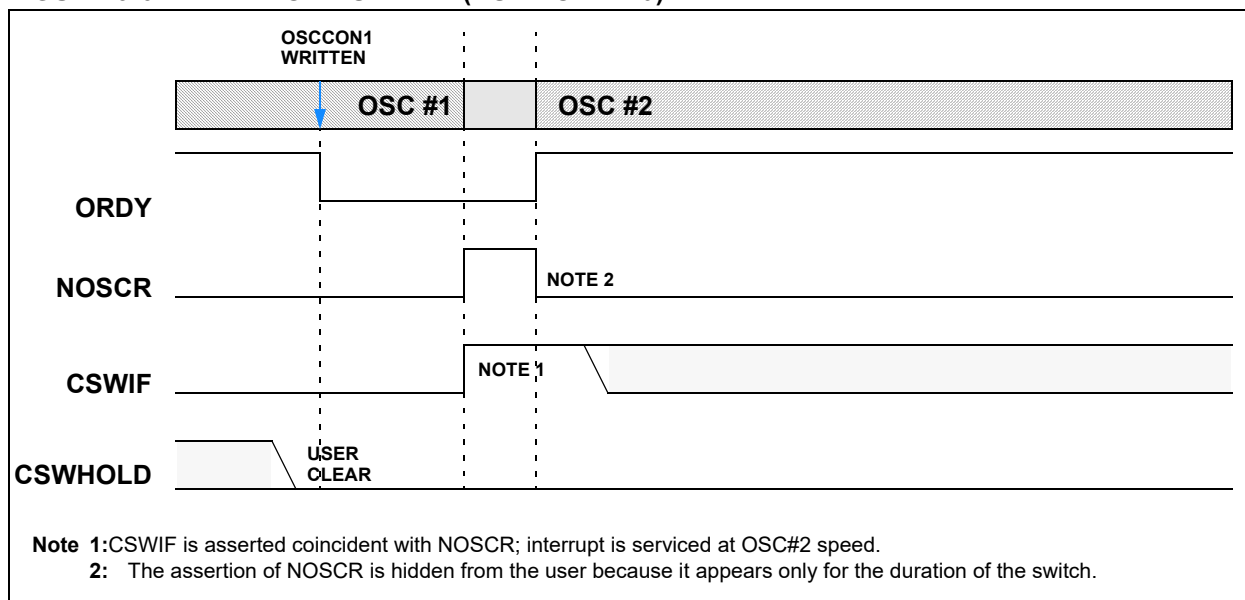 OSCCON1
WRITTEN
OSC #1
OSC #2
ORDY
NOSCR
NOTE 2
CSWIF
NOTE 1
CSWHOLD
USER
CLEAR
Note 1:CSWIF is asserted coincident with NOSCR; interrupt is serviced at OSC#2 speed.
2: The assertion of NOSCR is hidden from the user because it appears only for the duration of the switch.